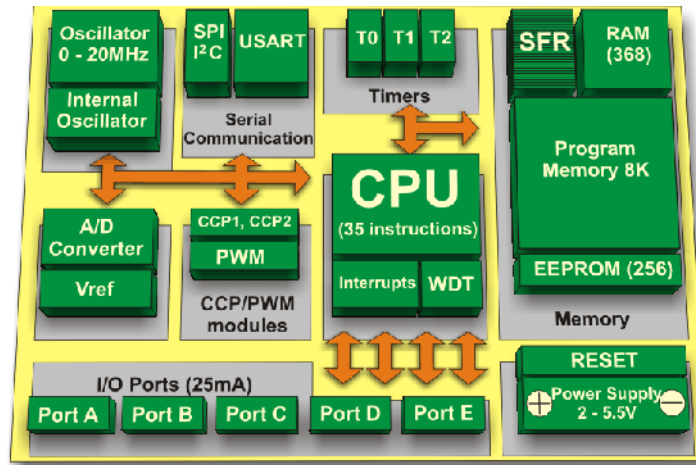 Oscillator
0 - 20MHz
Internal
Oscillator
SPI
I²C
USART
Serial
Communication
T0
T1
T2
Timers
SFR
RAM
(368)
Program
Memory 8K
EEPROM (256)
Memory
A/D
Converter
Vref
CCP1, CCP2
PWM
CCP/PWM
modules
CPU
(35 instructions)
Interrupts
WDT
I/O Ports (25mA)
Port A
Port B
Port C
Port D
Port E
RESET
+
Power Supply
2 - 5.5V
−